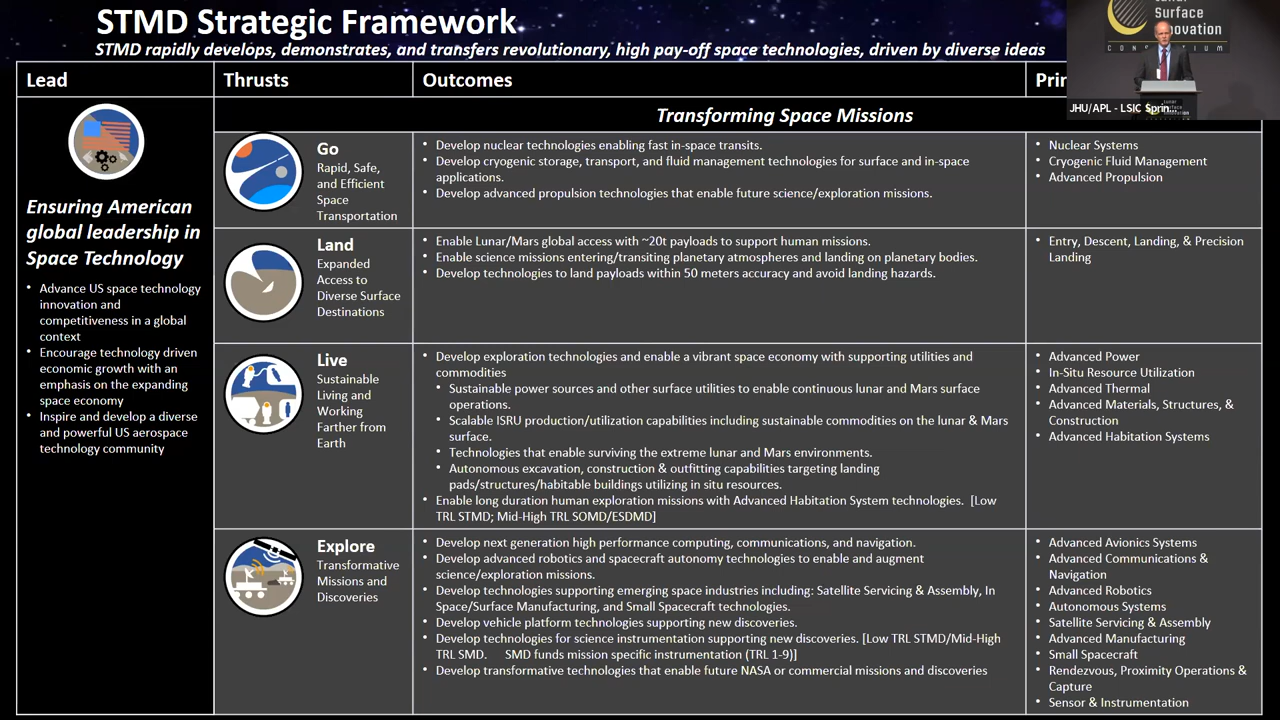 STMD Strategic Framework
STMD rapidly develops, demonstrates, and transfers revolutionary, high pay-off space technologies, driven by diverse ideas
Surface
nnovation
CONSORTIUM
JHU/APL - LSIC Sprin...
Lead
Thrusts
Outcomes
Prin
Transforming Space Missions
Ensuring American
global leadership in
Space Technology
• Advance US space technology
innovation and
competitiveness in a global
context
• Encourage technology driven
economic growth with an
emphasis on the expanding
space economy
• Inspire and develop a diverse
and powerful US aerospace
technology community
Go
Rapid, Safe,
and Efficient
Space
Transportation
• Develop nuclear technologies enabling fast in-space transits.
• Develop cryogenic storage, transport, and fluid management technologies for surface and in-space
applications.
• Develop advanced propulsion technologies that enable future science/exploration missions.
• Nuclear Systems
• Cryogenic Fluid Management
• Advanced Propulsion
Land
Expanded
Access to
Diverse Surface
Destinations
• Enable Lunar/Mars global access with ~20t payloads to support human missions.
• Enable science missions entering/transiting planetary atmospheres and landing on planetary bodies.
• Develop technologies to land payloads within 50 meters accuracy and avoid landing hazards.
• Entry, Descent, Landing, & Precision
Landing
Live
Sustainable
Living and
Working
Farther from
Earth
• Develop exploration technologies and enable a vibrant space economy with supporting utilities and
commodities
• Sustainable power sources and other surface utilities to enable continuous lunar and Mars surface
operations.
• Scalable ISRU production/utilization capabilities including sustainable commodities on the lunar & Mars
surface.
• Technologies that enable surviving the extreme lunar and Mars environments.
• Autonomous excavation, construction & outfitting capabilities targeting landing
pads/structures/habitable buildings utilizing in situ resources.
• Enable long duration human exploration missions with Advanced Habitation System technologies. [Low
TRL STMD; Mid-High TRL SOMD/ESDMD]
• Advanced Power
• In-Situ Resource Utilization
• Advanced Thermal
• Advanced Materials, Structures, &
Construction
• Advanced Habitation Systems
Explore
Transformative
Missions and
Discoveries
• Develop next generation high performance computing, communications, and navigation.
• Develop advanced robotics and spacecraft autonomy technologies to enable and augment
science/exploration missions.
• Develop technologies supporting emerging space industries including: Satellite Servicing & Assembly, In
Space/Surface Manufacturing, and Small Spacecraft technologies.
• Develop vehicle platform technologies supporting new discoveries.
• Develop technologies for science instrumentation supporting new discoveries. [Low TRL STMD/Mid-High
TRL SMD. SMD funds mission specific instrumentation (TRL 1-9)]
• Develop transformative technologies that enable future NASA or commercial missions and discoveries
• Advanced Avionics Systems
• Advanced Communications &
Navigation
• Advanced Robotics
• Autonomous Systems
• Satellite Servicing & Assembly
• Advanced Manufacturing
• Small Spacecraft
• Rendezvous, Proximity Operations &
Capture
• Sensor & Instrumentation